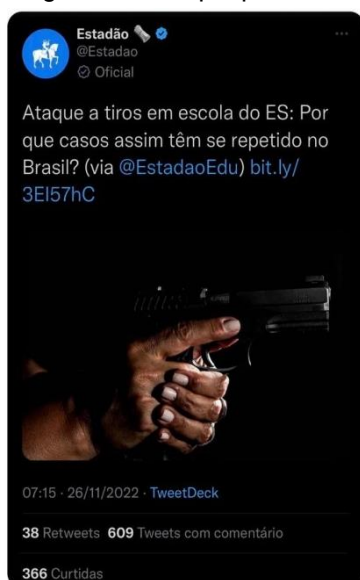 Estadão
@Estadao
Oficial
Ataque a tiros em escola do ES: Por
que casos assim têm se repetido no
Brasil? (via @EstadaoEdu) bit.ly/
3EI57hC
07:15 · 26/11/2022 · TweetDeck
38 Retweets 609 Tweets com comentário
366 Curtidas